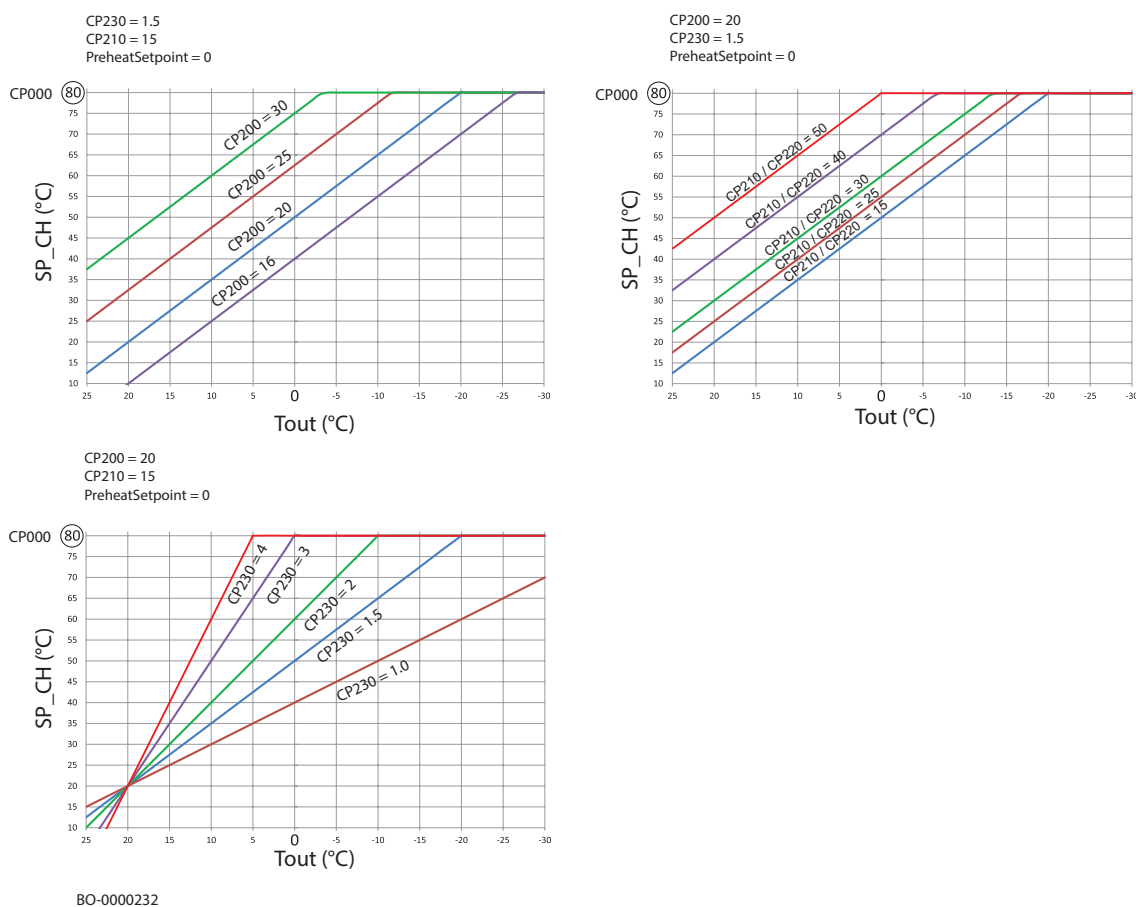 CP230 = 1.5
CP210 = 15
PreheatSetpoint = 0
CP000 80
75
70
65
60
55
50
45
40
35
30
25
20
15
10
SP_CH (°C)
CP200 = 30
CP200 = 25
CP200 = 20
CP200 = 16
25 20 15 10 5 0 -5 -10 -15 -20 -25 -30
Tout (°C)
CP200 = 20
CP230 = 1.5
PreheatSetpoint = 0
CP000 80
75
70
65
60
55
50
45
40
35
30
25
20
15
10
SP_CH (°C)
CP210 / CP220 = 50
CP210 / CP220 = 40
CP210 / CP220 = 30
CP210 / CP220 = 25
CP210 / CP220 = 15
25 20 15 10 5 0 -5 -10 -15 -20 -25 -30
Tout (°C)
CP200 = 20
CP210 = 15
PreheatSetpoint = 0
CP000 80
75
70
65
60
55
50
45
40
35
30
25
20
15
10
SP_CH (°C)
CP230 = 4
CP230 = 3
CP230 = 2
CP230 = 1.5
CP230 = 1.0
25 20 15 10 5 0 -5 -10 -15 -20 -25 -30
Tout (°C)
BO-0000232